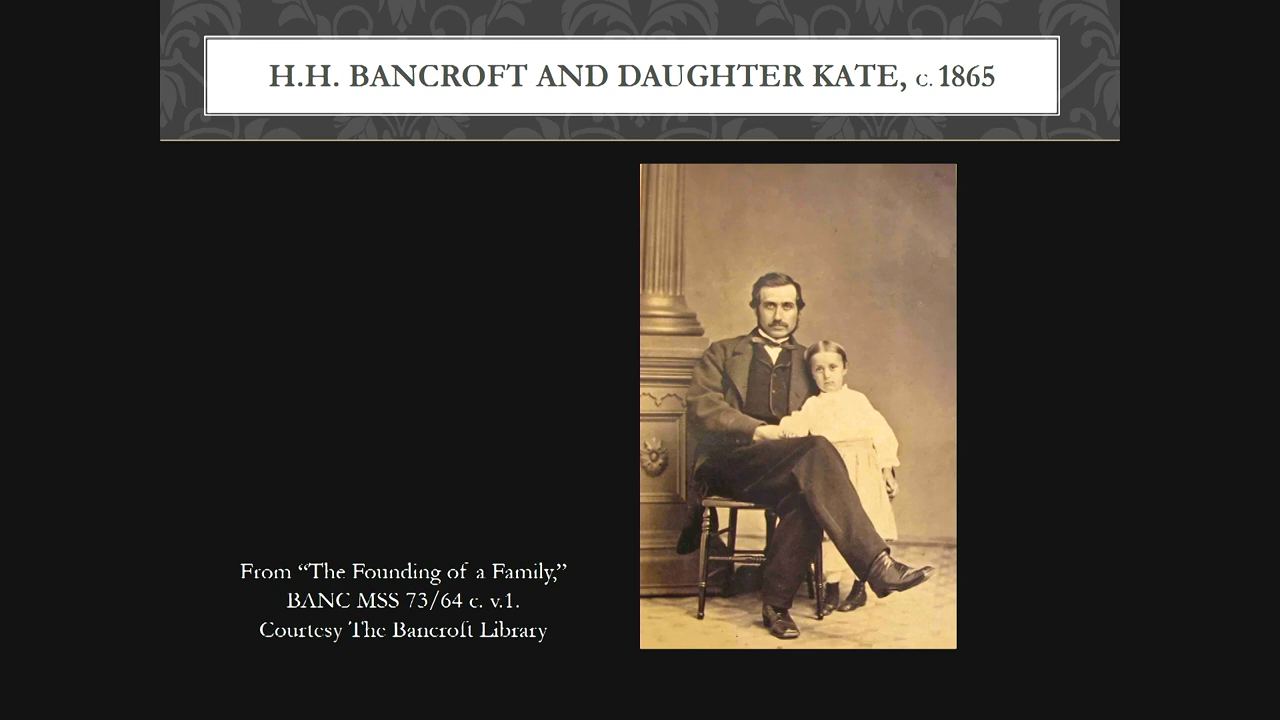 H.H. BANCROFT AND DAUGHTER KATE, c. 1865
From “The Founding of a Family,”
BANC MSS 73/64 c. v.1.
Courtesy The Bancroft Library